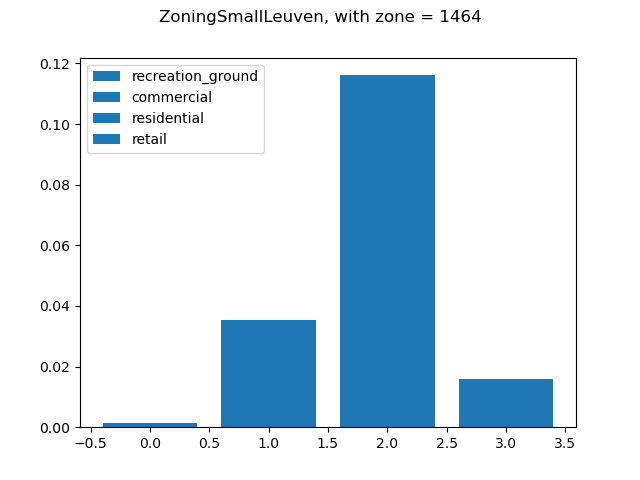 ZoningSmallLeuven, with zone = 1464
0.12
0.10
0.08
0.06
0.04
0.02
0.00
recreation_ground
commercial
residential
retail
−0.5 0.0 0.5 1.0 1.5 2.0 2.5 3.0 3.5